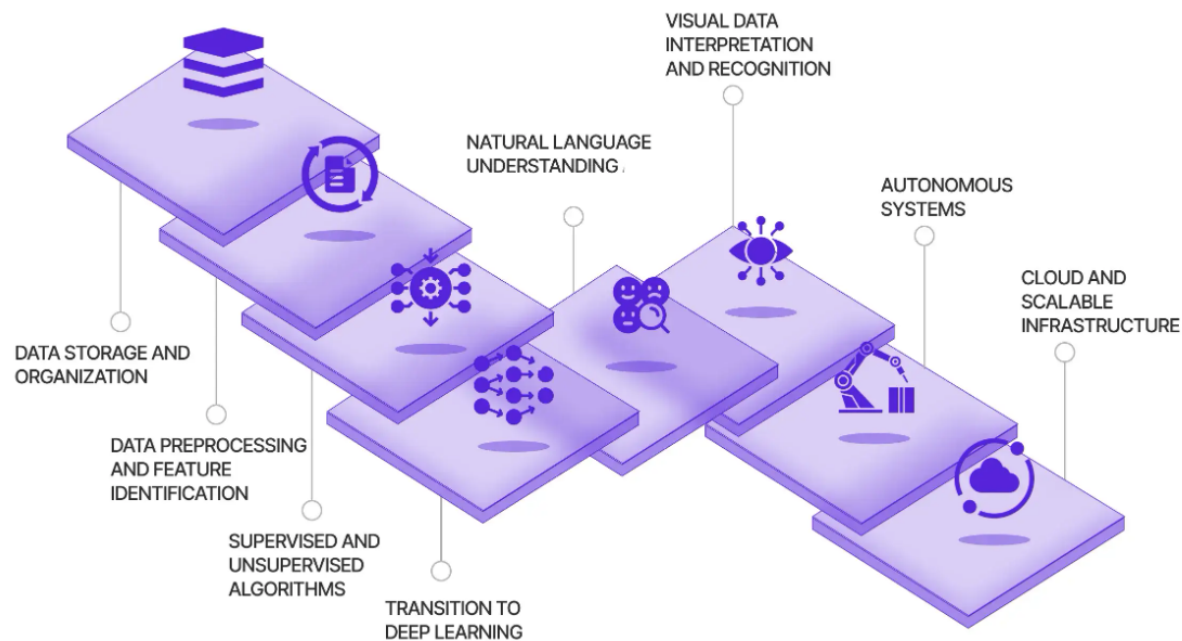 VISUAL DATA
INTERPRETATION
AND RECOGNITION
NATURAL LANGUAGE
UNDERSTANDING
AUTONOMOUS
SYSTEMS
CLOUD AND
SCALABLE
INFRASTRUCTURE
DATA STORAGE AND
ORGANIZATION
DATA PREPROCESSING
AND FEATURE
IDENTIFICATION
SUPERVISED AND
UNSUPERVISED
ALGORITHMS
TRANSITION TO
DEEP LEARNING